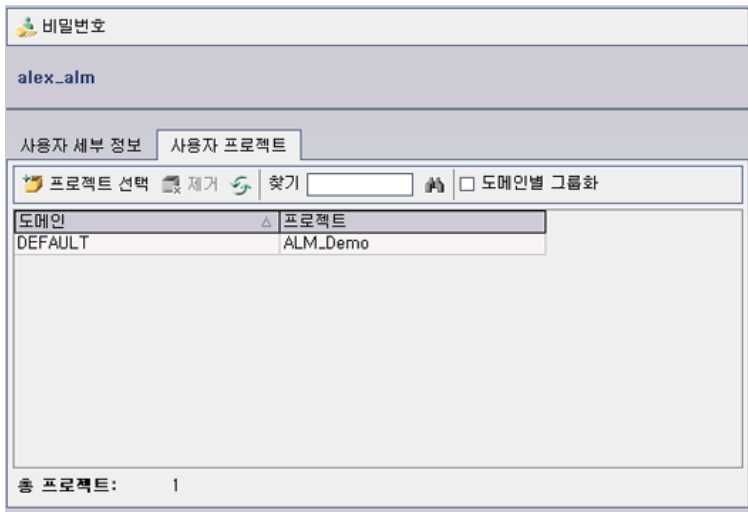 비밀번호
alex_alm
사용자 세부 정보 사용자 프로젝트
프로젝트 선택 제거 찾기 도메인별 그룹화
도메인 프로젝트
DEFAULT ALM_Demo
총 프로젝트: 1